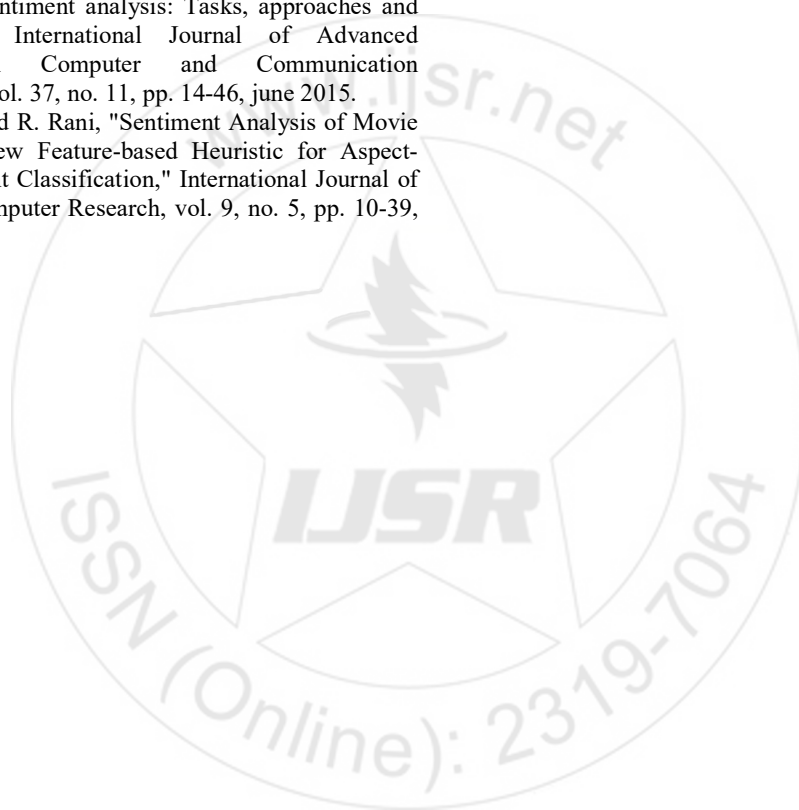 ntiment analysis: Tasks, approaches and
International Journal of Advanced
Computer and Communication
ol. 37, no. 11, pp. 14-46, june 2015.
d R. Rani, "Sentiment Analysis of Movie
ew Feature-based Heuristic for Aspect-
t Classification," International Journal of
mputer Research, vol. 9, no. 5, pp. 10-39,
www.ijsr.net
IJSR
ISSN (Online): 2319-7064